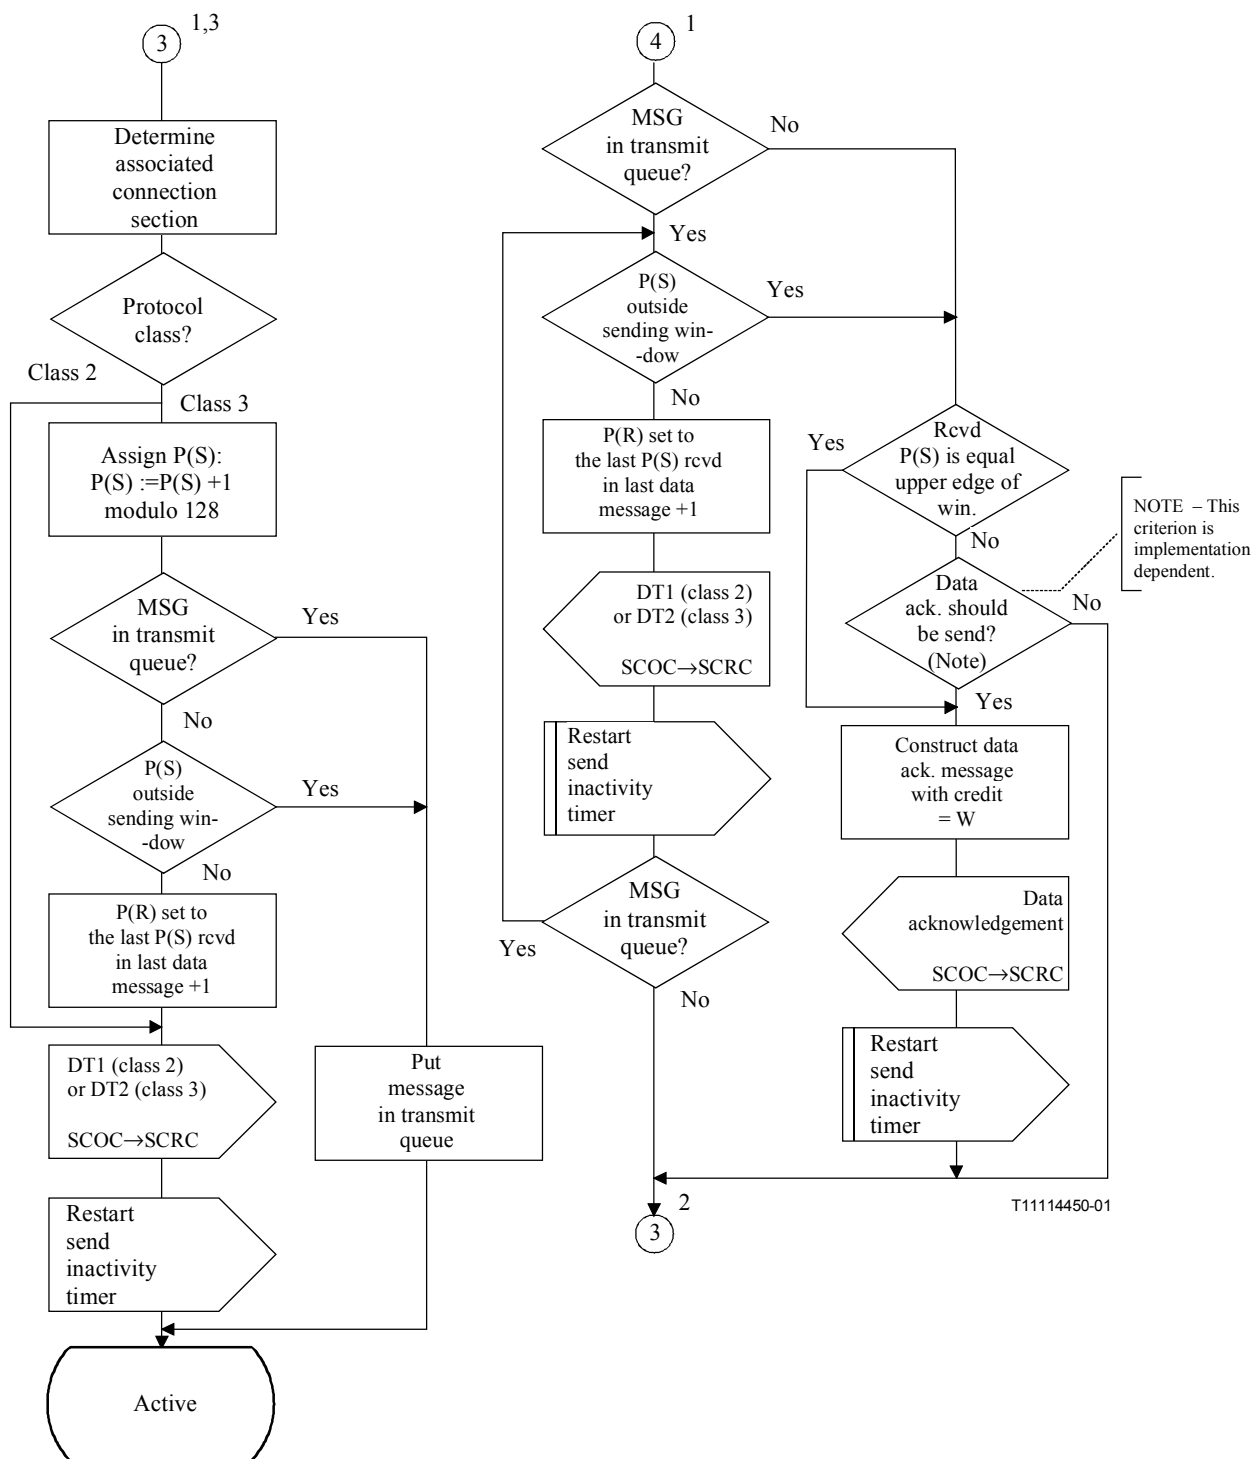 1,3
3
Determine
associated
connection
section
Protocol
class?
Class 2
Class 3
Assign P(S):
P(S) :=P(S) +1
modulo 128
MSG
in transmit
queue?
Yes
No
P(S)
outside
sending win-
-dow
Yes
No
P(R) set to
the last P(S) rcvd
in last data
message +1
DT1 (class 2)
or DT2 (class 3)
SCOC→SCRC
Put
message
in transmit
queue
Restart
send
inactivity
timer
Active
1
4
MSG
in transmit
queue?
No
Yes
P(S)
outside
sending win-
-dow
Yes
No
P(R) set to
the last P(S) rcvd
in last data
message +1
DT1 (class 2)
or DT2 (class 3)
SCOC→SCRC
Restart
send
inactivity
timer
MSG
in transmit
queue?
Yes
No
Yes
Rcvd
P(S) is equal
upper edge of
win.
No
NOTE – This
criterion is
implementation
dependent.
Data
ack. should
be send?
(Note)
No
Yes
Construct data
ack. message
with credit
= W
Data
acknowledgement
SCOC→SCRC
Restart
send
inactivity
timer
2
3
T11114450-01